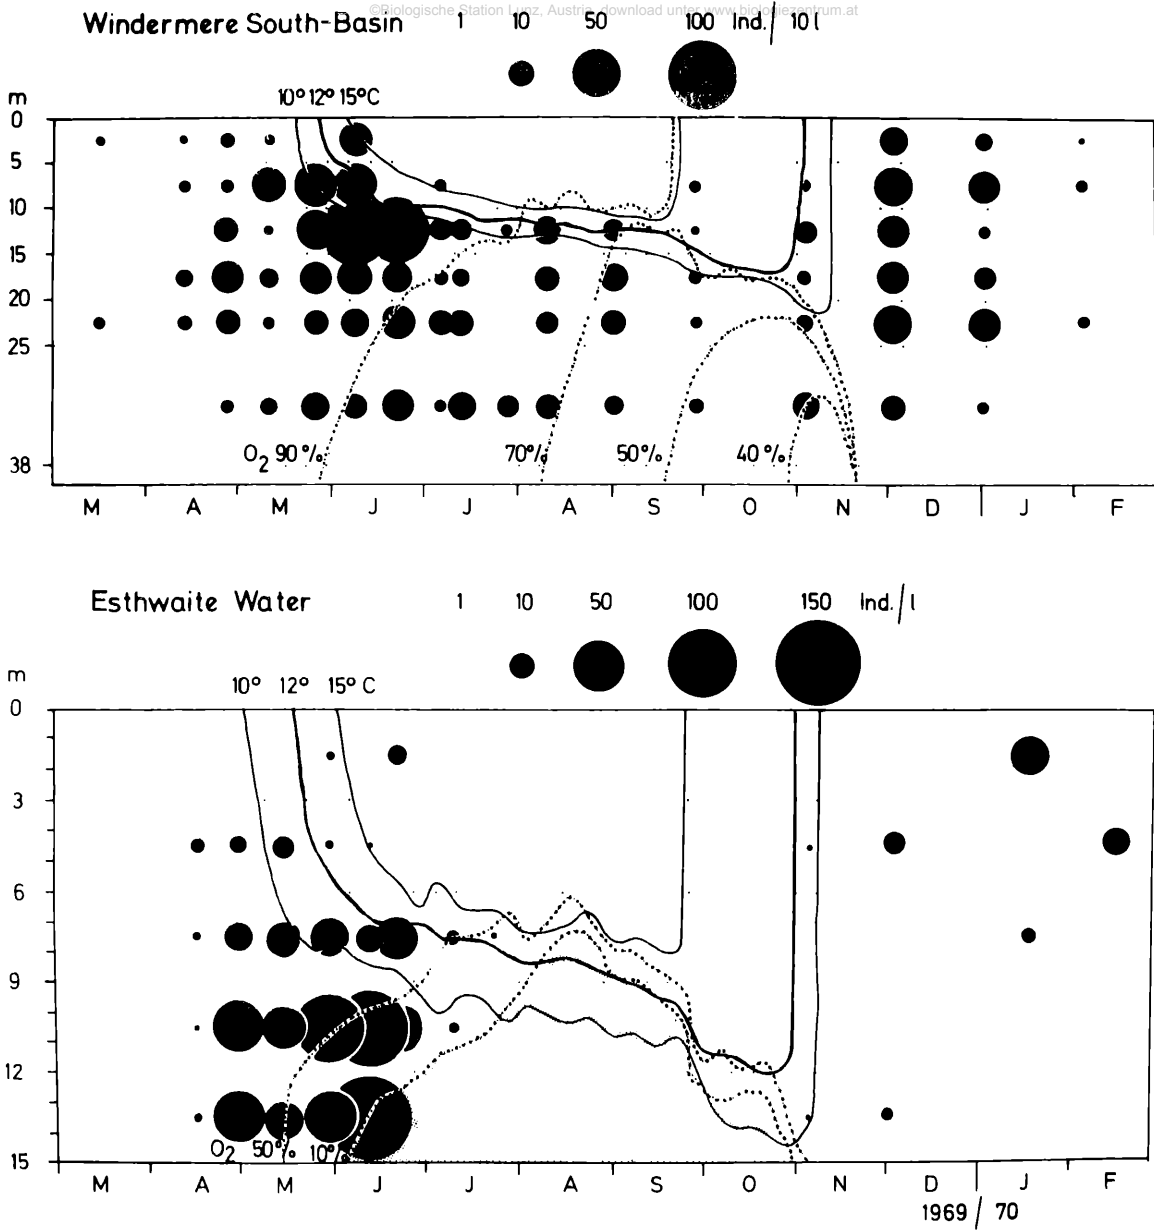 ©Biologische Station Lunz, Austria, download unter www.biologiezentrum.at
Windermere South-Basin 1 10 50 100 Ind./10 l
m 10° 12° 15°C
0
5
10
15
20
25
38
O2 90% 70% 50% 40%
M A M J J A S O N D J F
Esthwaite Water 1 10 50 100 150 Ind./l
m
10° 12° 15° C
0
3
6
9
12
15
O2 50% 10°
M A M J J A S O N D J F
1969/70